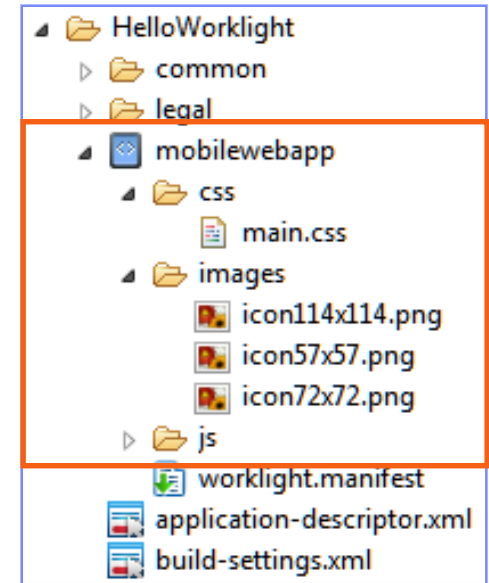 HelloWorklight
common
legal
mobilewebapp
css
main.css
images
icon114x114.png
icon57x57.png
icon72x72.png
js
worklight.manifest
application-descriptor.xml
build-settings.xml